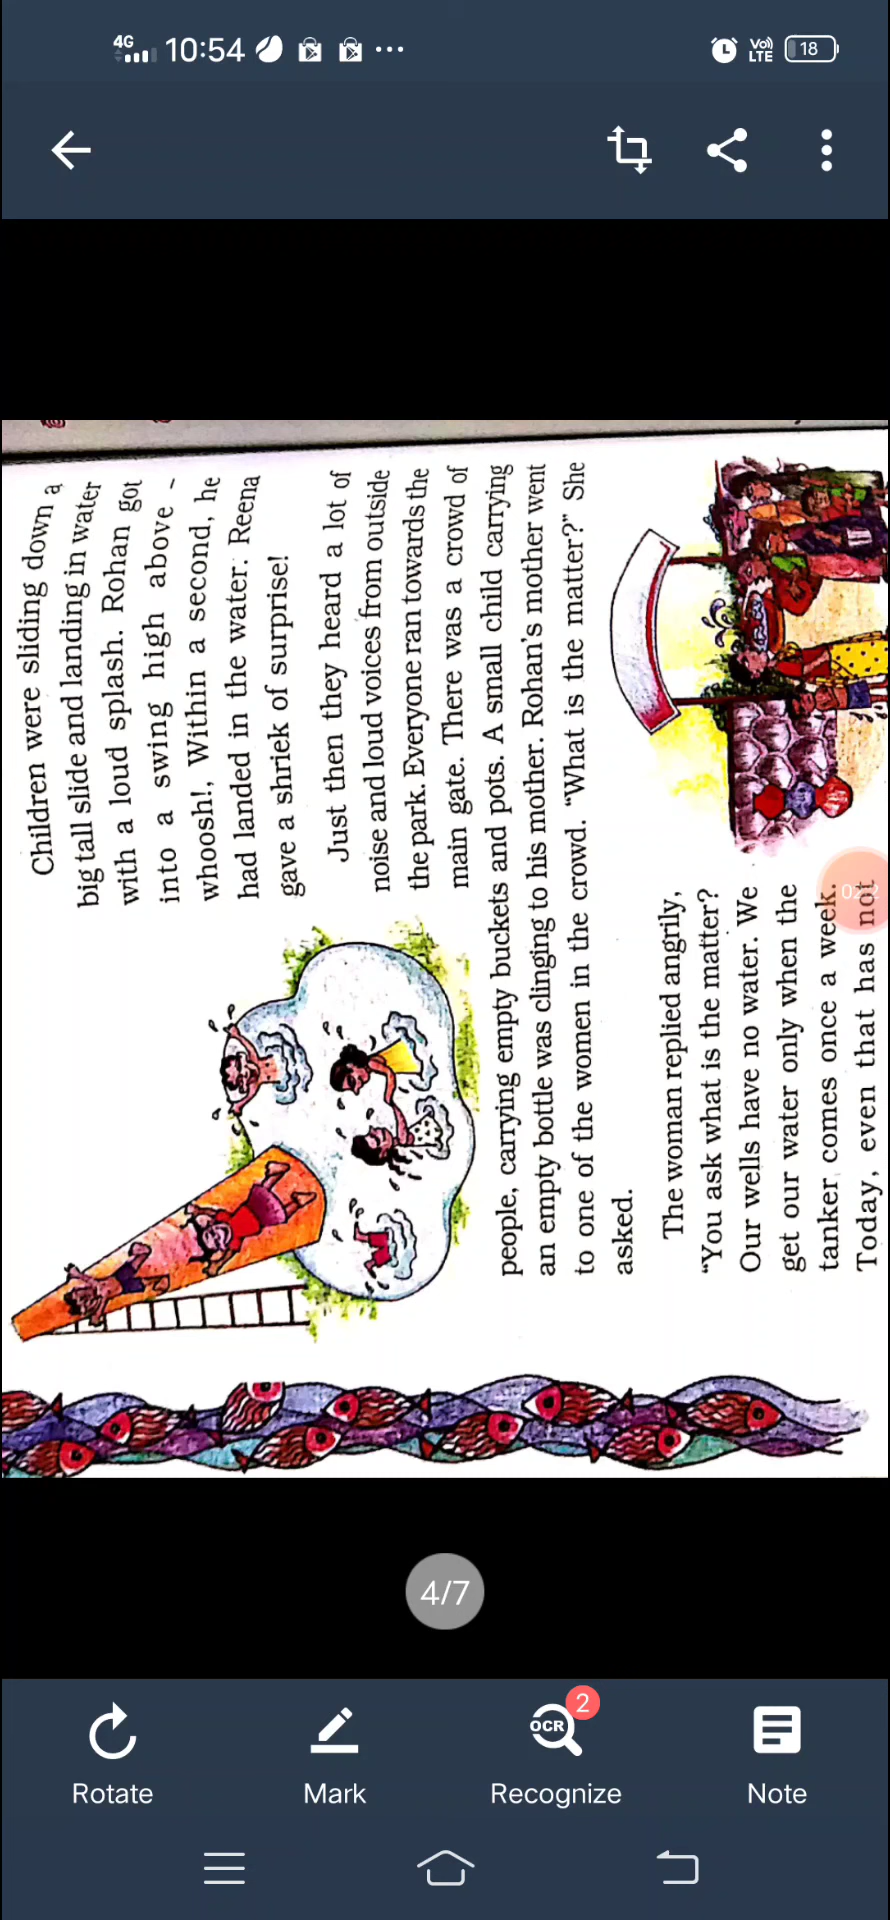 4G 10:54 ... Vo)) LTE 18
Children were sliding down a
big tall slide and landing in water
with a loud splash. Rohan got
into a swing high above –
whoosh!, Within a second, he
had landed in the water. Reena
gave a shriek of surprise!
Just then they heard a lot of
noise and loud voices from outside
the park. Everyone ran towards the
main gate. There was a crowd of
people, carrying empty buckets and pots. A small child carrying
an empty bottle was clinging to his mother. Rohan's mother went
to one of the women in the crowd. “What is the matter?” She
asked.
The woman replied angrily,
“You ask what is the matter?
Our wells have no water. We
get our water only when the
tanker comes once a week.
Today, even that has not
4/7
Rotate Mark OCR 2 Recognize Note